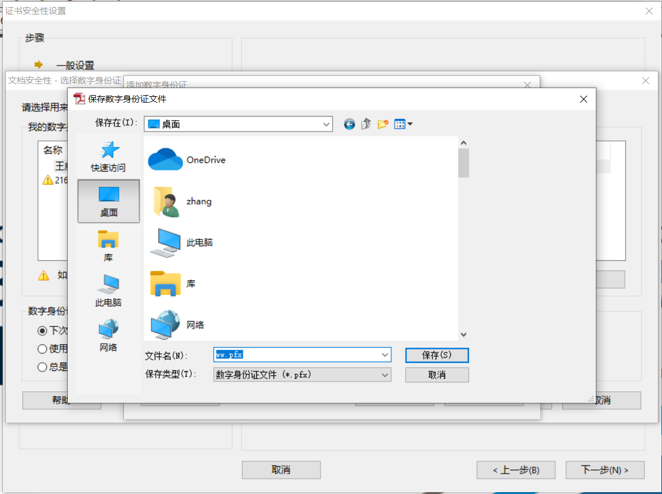 证书安全性设置
步骤
一般设置
文档安全性 - 选择数字身份证
添加数字身份证
请选择用来
我的数字
名称
王
216
如
数字身份证
下次
使用
总是
帮助
取消
保存数字身份证文件
保存在(I):
桌面
快速访问
桌面
库
此电脑
网络
OneDrive
zhang
此电脑
库
网络
文件名(N):
ww.pfx
保存(S)
保存类型(T):
数字身份证文件 (*.pfx)
取消
取消
< 上一步(B)
下一步(N) >